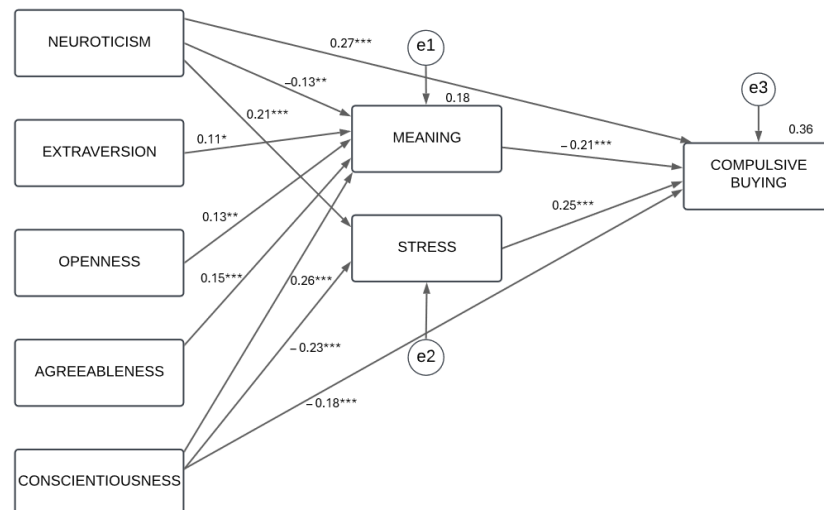 NEUROTICISM
0.27***
e1
−0.13**
0.18
e3
0.21***
0.36
EXTRAVERSION
0.11*
MEANING
−0.21***
COMPULSIVE
BUYING
0.13**
0.25***
OPENNESS
STRESS
0.15***
0.26***
−0.23***
e2
AGREEABLENESS
−0.18***
CONSCIENTIOUSNESS